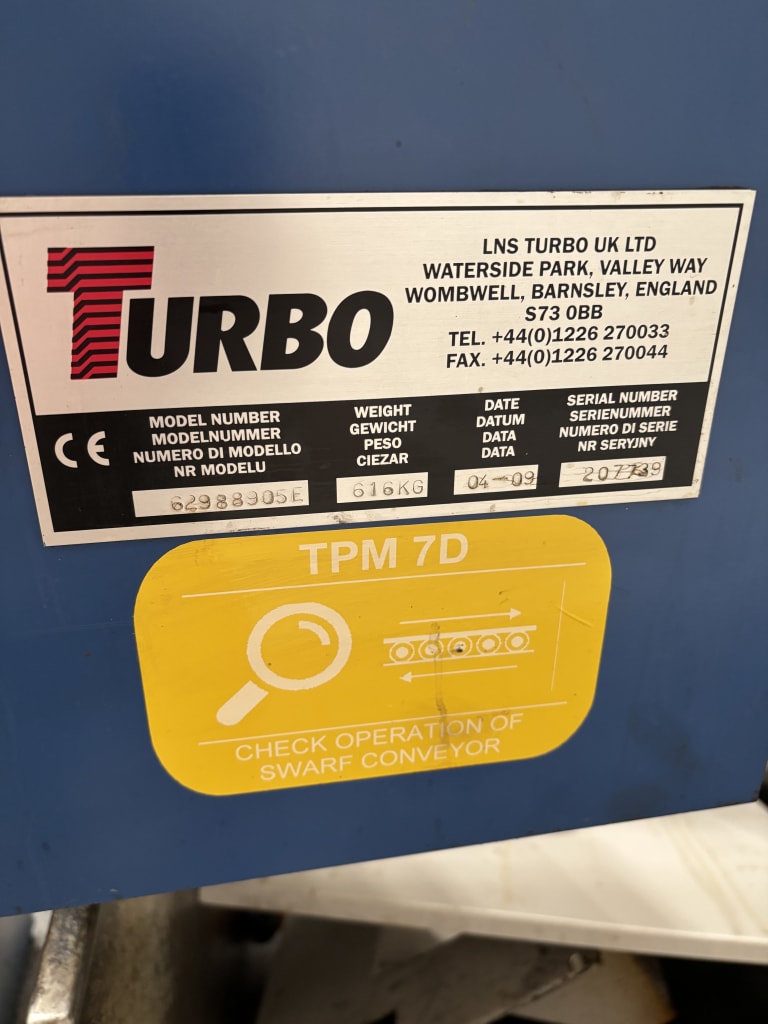 TURBO
LNS TURBO UK LTD
WATERSIDE PARK, VALLEY WAY
WOMBWELL, BARNSLEY, ENGLAND
S73 0BB
TEL. +44(0)1226 270033
FAX. +44(0)1226 270044
CE
MODEL NUMBER
MODELNUMMER
NUMERO DI MODELLO
NR MODELU
62988905E
WEIGHT
GEWICHT
PESO
CIEZAR
616KG
DATE
DATUM
DATA
DATA
04-09
SERIAL NUMBER
SERIENUMMER
NUMERO DI SERIE
NR SERYJNY
TPM 7D
CHECK OPERATION OF
SWARF CONVEYOR